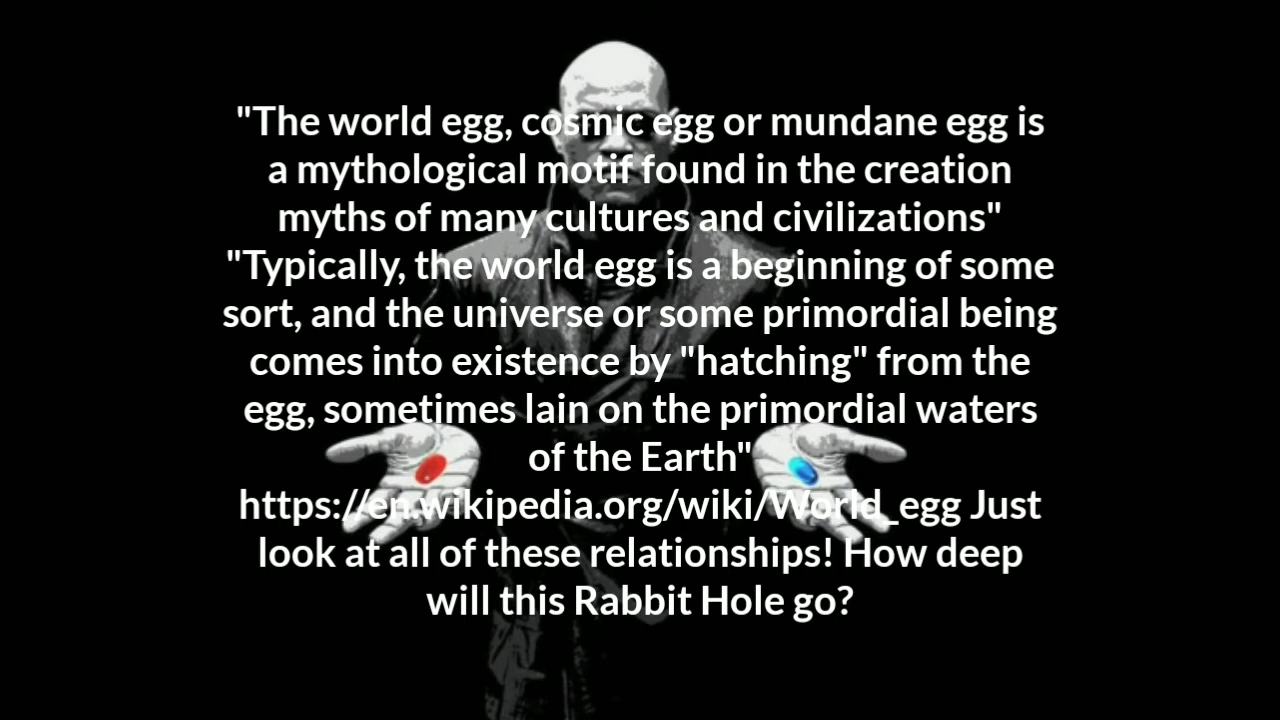 "The world egg, cosmic egg or mundane egg is
a mythological motif found in the creation
myths of many cultures and civilizations"
"Typically, the world egg is a beginning of some
sort, and the universe or some primordial being
comes into existence by "hatching" from the
egg, sometimes lain on the primordial waters
of the Earth"
https://en.wikipedia.org/wiki/World_egg Just
look at all of these relationships! How deep
will this Rabbit Hole go?